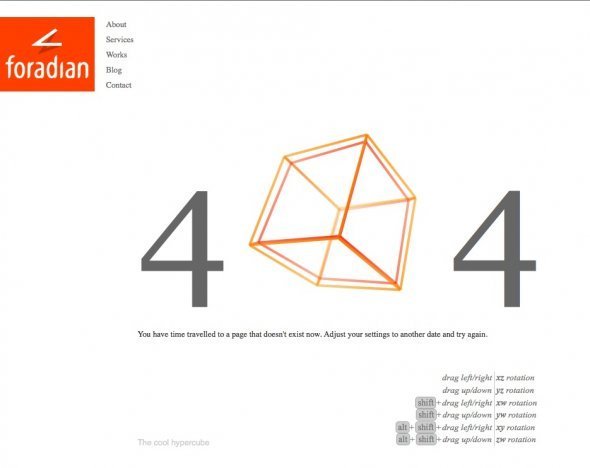 foradian
About
Services
Works
Blog
Contact
4 4
You have time travelled to a page that doesn't exist now. Adjust your settings to another date and try again.
drag left/right xz rotation
drag up/down yz rotation
shift+drag left/right xw rotation
shift+drag up/down yw rotation
alt+shift+drag left/right xy rotation
alt+shift+drag up/down zw rotation
The cool hypercube